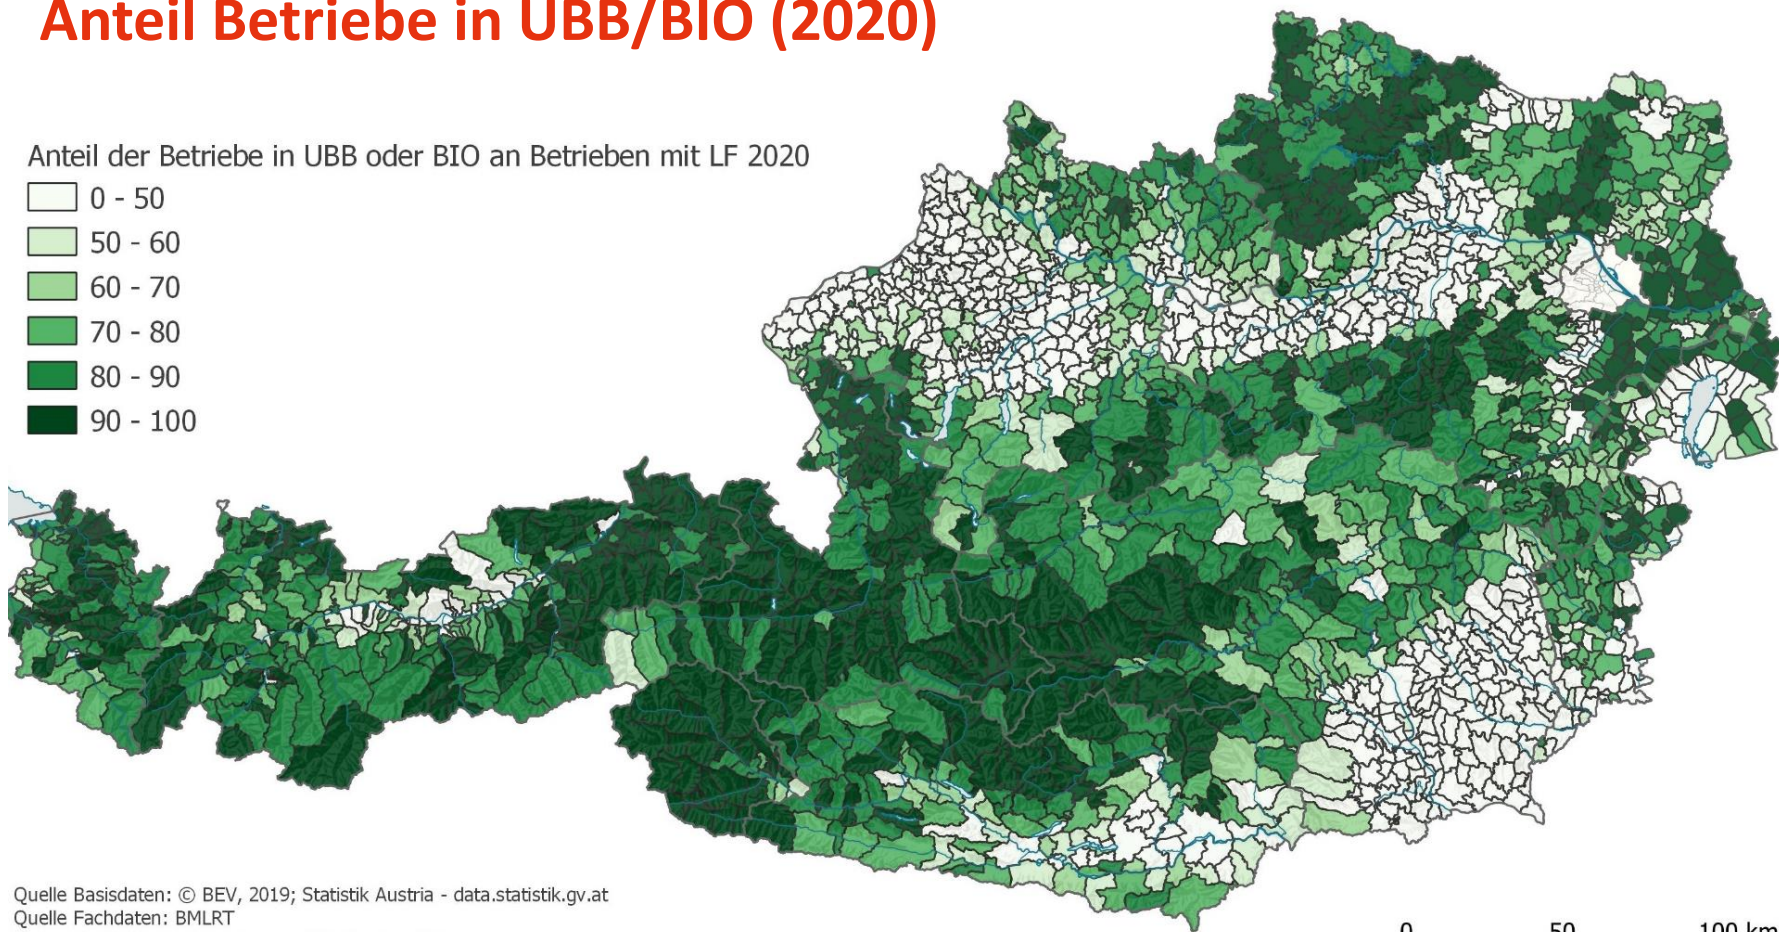 Anteil Betriebe in UBB/BIO (2020)
Anteil der Betriebe in UBB oder BIO an Betrieben mit LF 2020
0 - 50
50 - 60
60 - 70
70 - 80
80 - 90
90 - 100
Quelle Basisdaten: © BEV, 2019; Statistik Austria - data.statistik.gv.at
Quelle Fachdaten: BMLRT
0 50 100 km